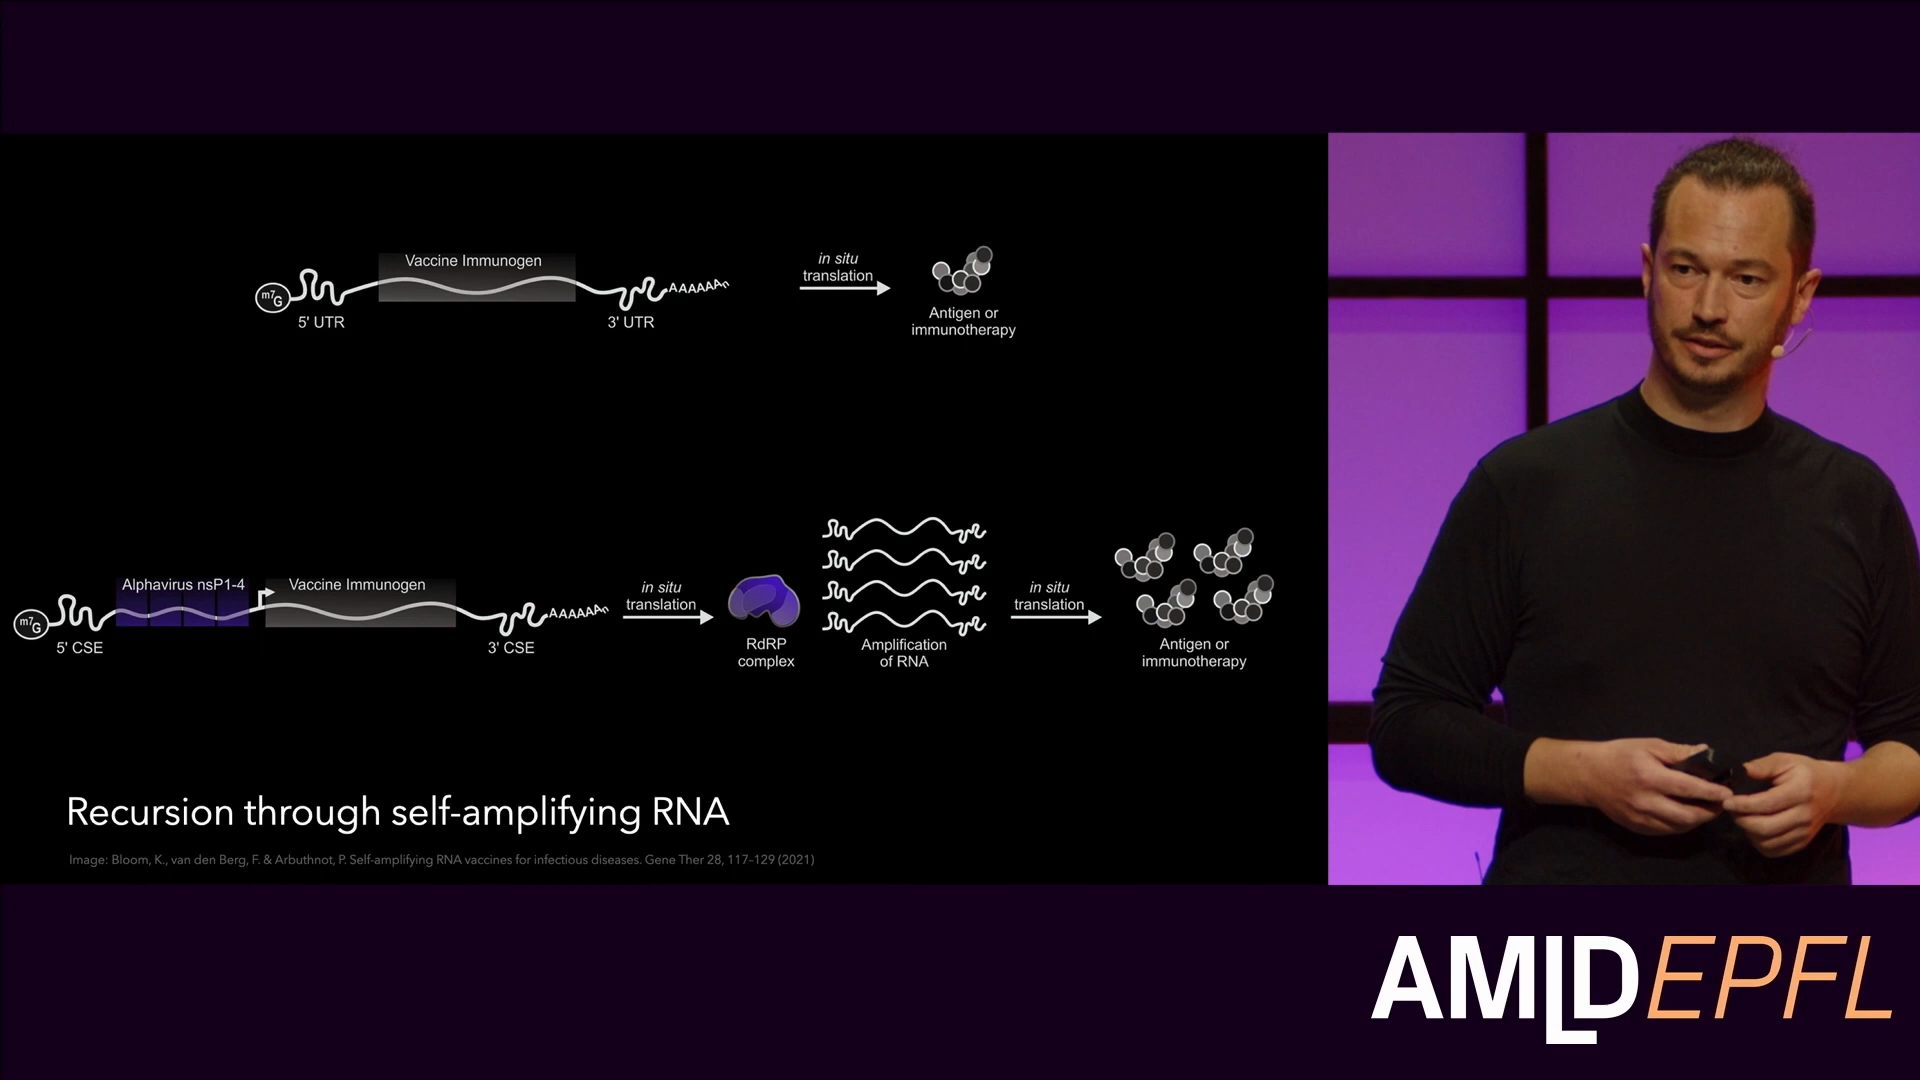 Vaccine Immunogen
m7G
5' UTR
3' UTR
AAAAAAn
in situ
translation
Antigen or
immunotherapy
Alphavirus nsP1-4
Vaccine Immunogen
m7G
5' CSE
3' CSE
AAAAAAn
in situ
translation
RdRP
complex
Amplification
of RNA
in situ
translation
Antigen or
immunotherapy
Recursion through self-amplifying RNA
Image: Bloom, K., van den Berg, F. & Arbuthnot, P. Self-amplifying RNA vaccines for infectious diseases. Gene Ther 28, 117–129 (2021)
AMLDEPFL